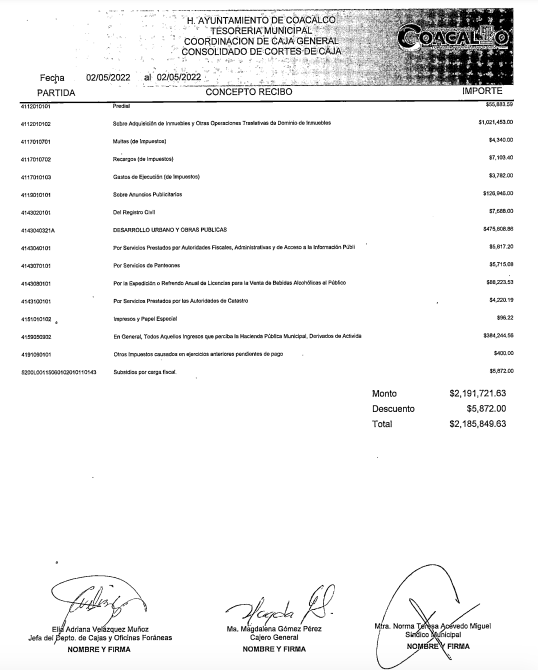 H. AYUNTAMIENTO DE COACALCO
TESORERIA MUNICIPAL
COORDINACION DE CAJA GENERAL
CONSOLIDADO DE CORTES DE CAJA
COACALCO
Fecha 02/05/2022 al 02/05/2022
PARTIDA CONCEPTO RECIBO IMPORTE
4112010101 Predial $55,883.59
4112010102 Sobre Adquisición de Inmuebles y Otras Operaciones Traslativas de Dominio de Inmuebles $1,021,453.00
4117010701 Multas (de Impuestos) $4,340.00
4117010702 Recargos (de Impuestos) $7,103.40
4117010103 Gastos de Ejecución (de Impuestos) $3,782.00
4119010101 Sobre Anuncios Publicitarios $126,946.00
4143020101 Del Registro Civil $7,688.00
4143040321A DESARROLLO URBANO Y OBRAS PUBLICAS $475,608.86
4143040101 Por Servicios Prestados por Autoridades Fiscales, Administrativas y de Acceso a la Información Públi $5,817.20
4143070101 Por Servicios de Panteones $5,715.08
4143080101 Por la Expedición o Refrendo Anual de Licencias para la Venta de Bebidas Alcohólicas al Público $88,223.53
4143100101 Por Servicios Prestados por las Autoridades de Catastro $4,220.19
4151010102 Impresos y Papel Especial $96.22
4159050902 En General, Todos Aquellos Ingresos que perciba la Hacienda Pública Municipal, Derivados de Activida $384,244.56
4191090101 Otros Impuestos causados en ejercicios anteriores pendientes de pago $400.00
Subsidios por carga fiscal. $5,872.00
Monto $2,191,721.63
Descuento $5,872.00
Total $2,185,849.63
Elia Adriana Velázquez Muñoz
Jefa del Depto. de Cajas y Oficinas Foráneas
NOMBRE Y FIRMA
Magda G.
Ma. Magdalena Gómez Pérez
Cajero General
NOMBRE Y FIRMA
Mtra. Norma Teresa Acevedo Miguel
Síndico Municipal
NOMBRE Y FIRMA